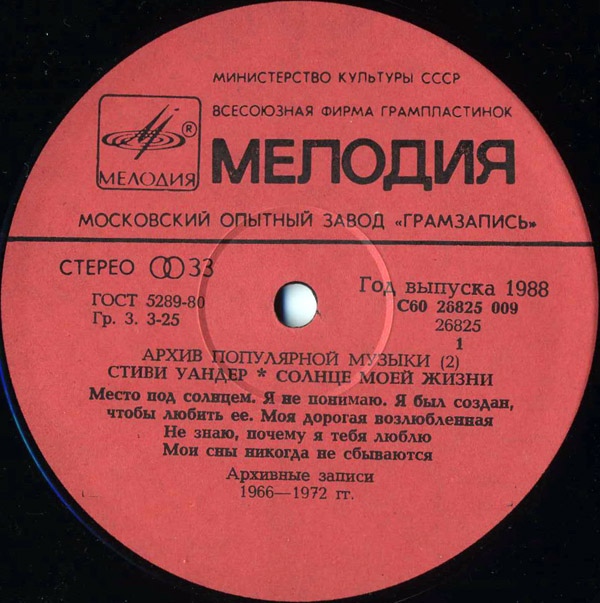 МИНИСТЕРСТВО КУЛЬТУРЫ СССР
ВСЕСОЮЗНАЯ ФИРМА ГРАМПЛАСТИНОК
®
МЕЛОДИЯ
МЕЛОДИЯ
МОСКОВСКИЙ ОПЫТНЫЙ ЗАВОД «ГРАМЗАПИСЬ»
СТЕРЕО 33
Год выпуска 1988
ГОСТ 5289-80
С60 26825 009
Гр. 3. 3-25
26825
1
АРХИВ ПОПУЛЯРНОЙ МУЗЫКИ (2)
СТИВИ УАНДЕР * СОЛНЦЕ МОЕЙ ЖИЗНИ
Место под солнцем. Я не понимаю. Я был создан,
чтобы любить ее. Моя дорогая возлюбленная
Не знаю, почему я тебя люблю
Мои сны никогда не сбываются
Архивные записи
1966—1972 гг.